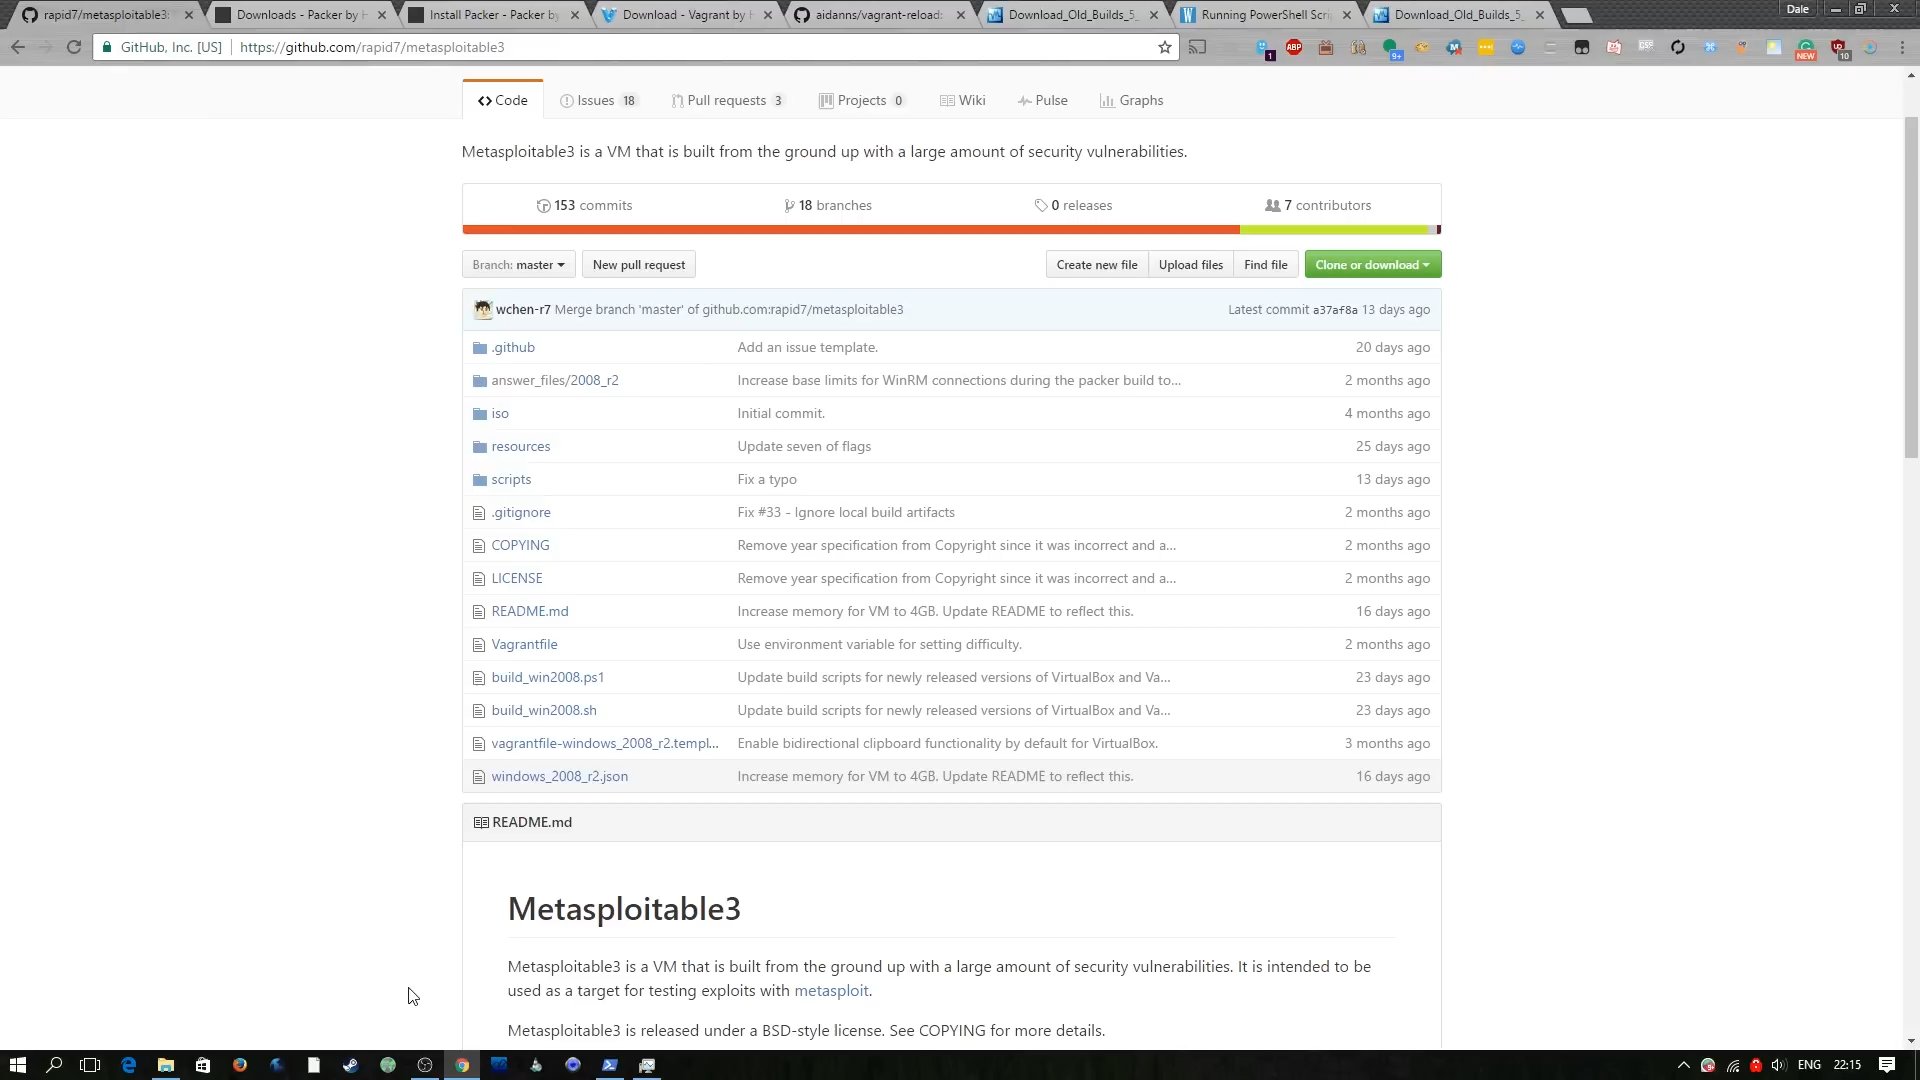 rapid7/metasploitable3:
Downloads - Packer by H
Install Packer - Packer by
Download - Vagrant by H
aidanns/vagrant-reload:
Download_Old_Builds_5_
Running PowerShell Scri
Download_Old_Builds_5_
Dale
GitHub, Inc. [US]
https://github.com/rapid7/metasploitable3
1
ABP
9+
NEW
10
Code
Issues 18
Pull requests 3
Projects 0
Wiki
Pulse
Graphs
Metasploitable3 is a VM that is built from the ground up with a large amount of security vulnerabilities.
153 commits
18 branches
0 releases
7 contributors
Branch: master
New pull request
Create new file
Upload files
Find file
Clone or download
wchen-r7 Merge branch 'master' of github.com:rapid7/metasploitable3
Latest commit a37af8a 13 days ago
.github Add an issue template. 20 days ago
answer_files/2008_r2 Increase base limits for WinRM connections during the packer build to... 2 months ago
iso Initial commit. 4 months ago
resources Update seven of flags 25 days ago
scripts Fix a typo 13 days ago
.gitignore Fix #33 - Ignore local build artifacts 2 months ago
COPYING Remove year specification from Copyright since it was incorrect and a... 2 months ago
LICENSE Remove year specification from Copyright since it was incorrect and a... 2 months ago
README.md Increase memory for VM to 4GB. Update README to reflect this. 16 days ago
Vagrantfile Use environment variable for setting difficulty. 2 months ago
build_win2008.ps1 Update build scripts for newly released versions of VirtualBox and Va... 23 days ago
build_win2008.sh Update build scripts for newly released versions of VirtualBox and Va... 23 days ago
vagrantfile-windows_2008_r2.templ... Enable bidirectional clipboard functionality by default for VirtualBox. 3 months ago
windows_2008_r2.json Increase memory for VM to 4GB. Update README to reflect this. 16 days ago
README.md
Metasploitable3
Metasploitable3 is a VM that is built from the ground up with a large amount of security vulnerabilities. It is intended to be
used as a target for testing exploits with metasploit.
Metasploitable3 is released under a BSD-style license. See COPYING for more details.
ENG
22:15